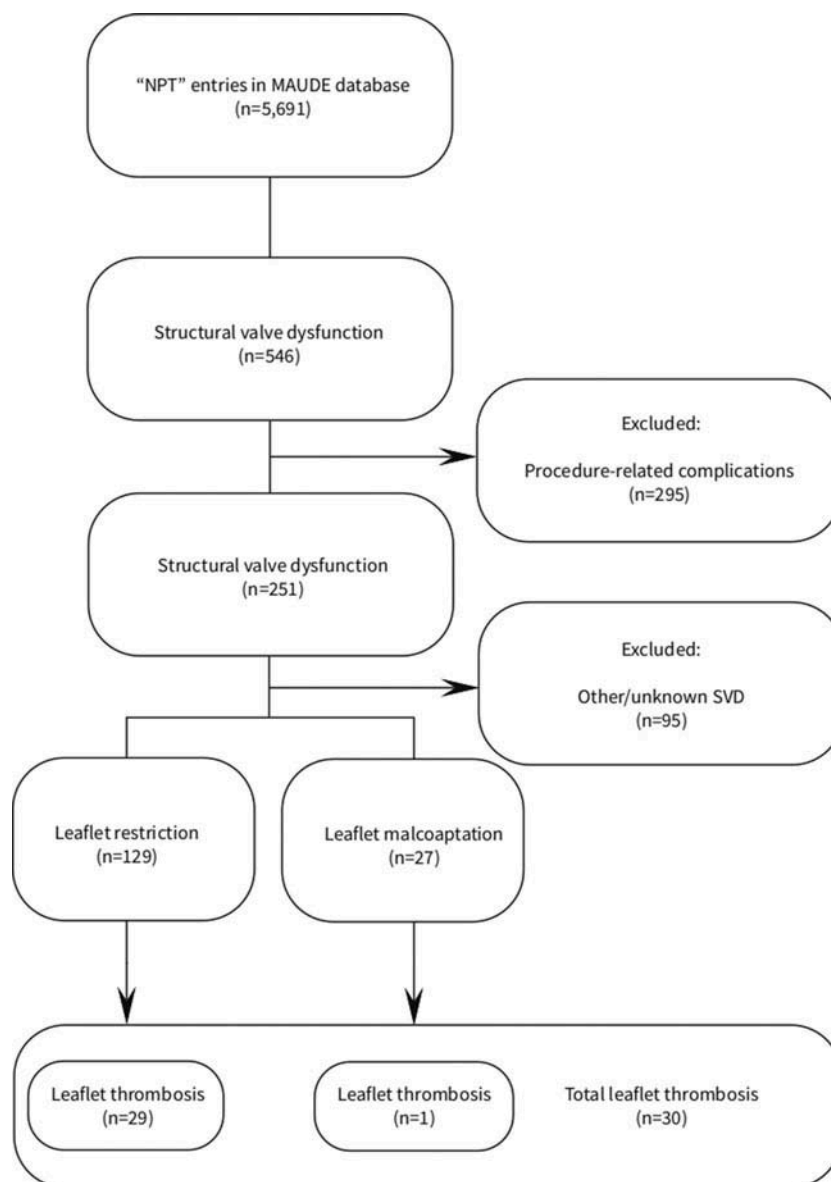 “NPT” entries in MAUDE database
(n=5,691)
Structural valve dysfunction
(n=546)
Excluded:
Procedure-related complications
(n=295)
Structural valve dysfunction
(n=251)
Excluded:
Other/unknown SVD
(n=95)
Leaflet restriction
(n=129)
Leaflet malcoaptation
(n=27)
Leaflet thrombosis
(n=29)
Leaflet thrombosis
(n=1)
Total leaflet thrombosis
(n=30)